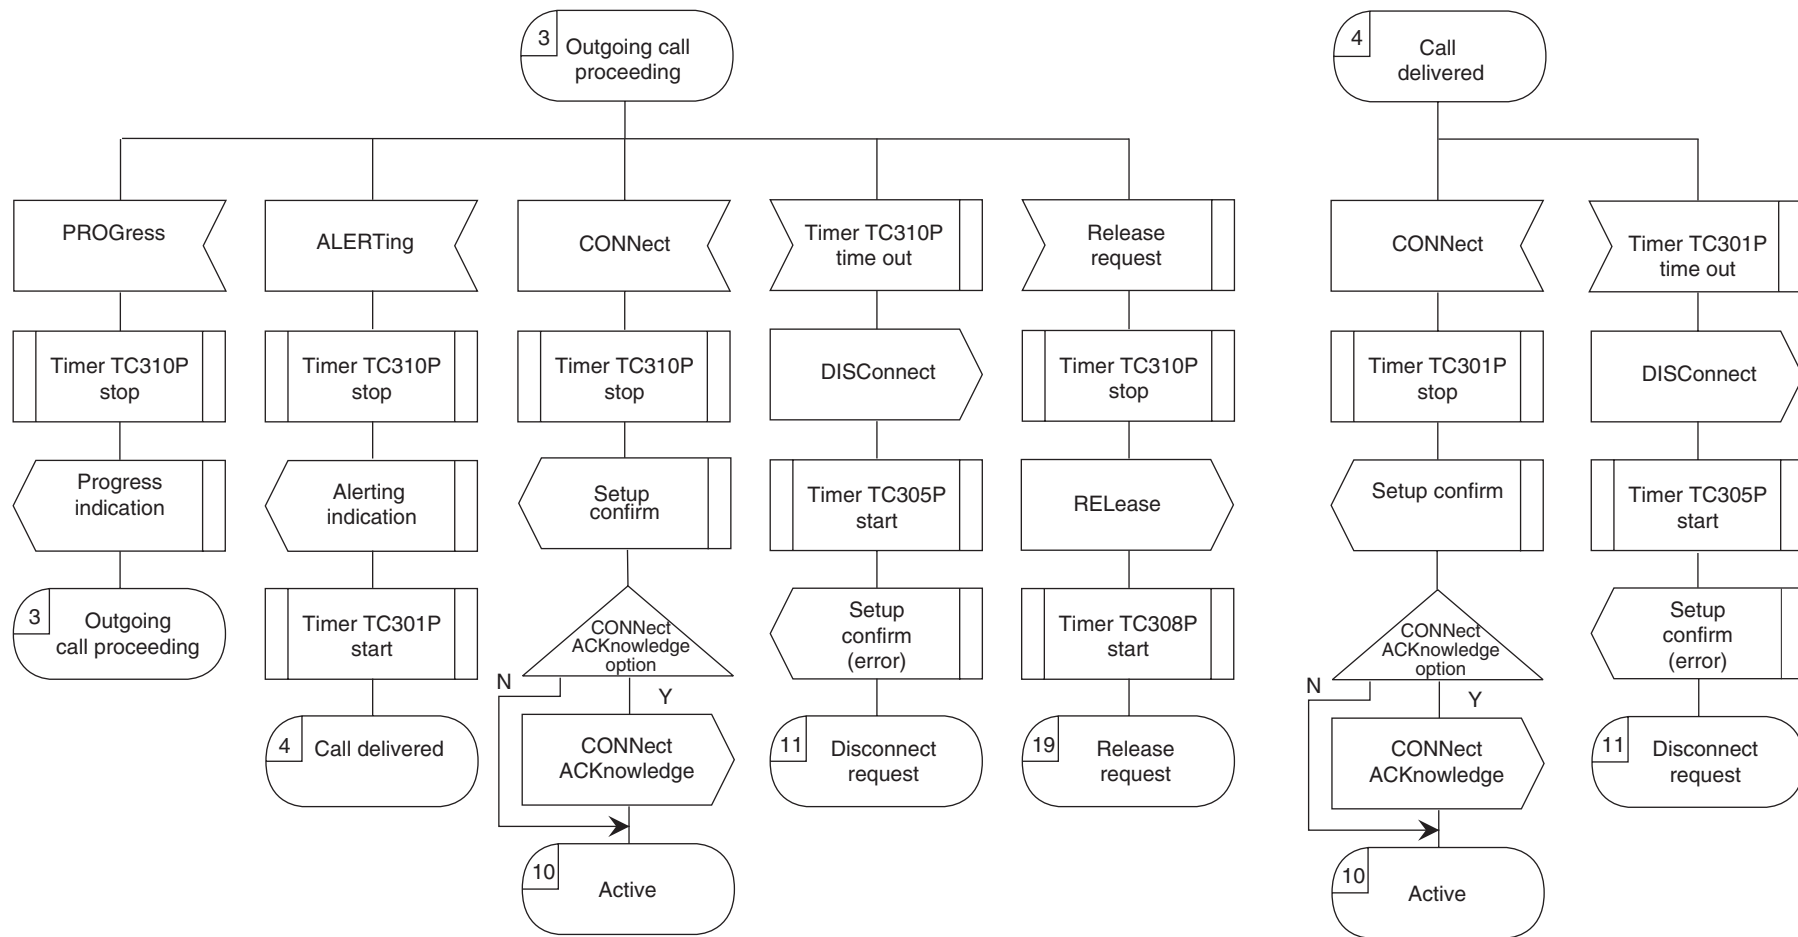 3
Outgoing call
proceeding
4
Call
delivered
PROGress
ALERTing
CONNect
Timer TC310P
time out
Release
request
CONNect
Timer TC301P
time out
Timer TC310P
stop
Timer TC310P
stop
Timer TC310P
stop
DISConnect
Timer TC310P
stop
Timer TC301P
stop
DISConnect
Progress
indication
Alerting
indication
Setup
confirm
Timer TC305P
start
RELease
Setup confirm
Timer TC305P
start
3
Outgoing
call proceeding
Timer TC301P
start
CONNect
ACKnowledge
option
N
Y
Setup
confirm
(error)
Timer TC308P
start
CONNect
ACKnowledge
option
N
Y
Setup
confirm
(error)
4
Call delivered
CONNect
ACKnowledge
11
Disconnect
request
19
Release
request
CONNect
ACKnowledge
11
Disconnect
request
10
Active
10
Active